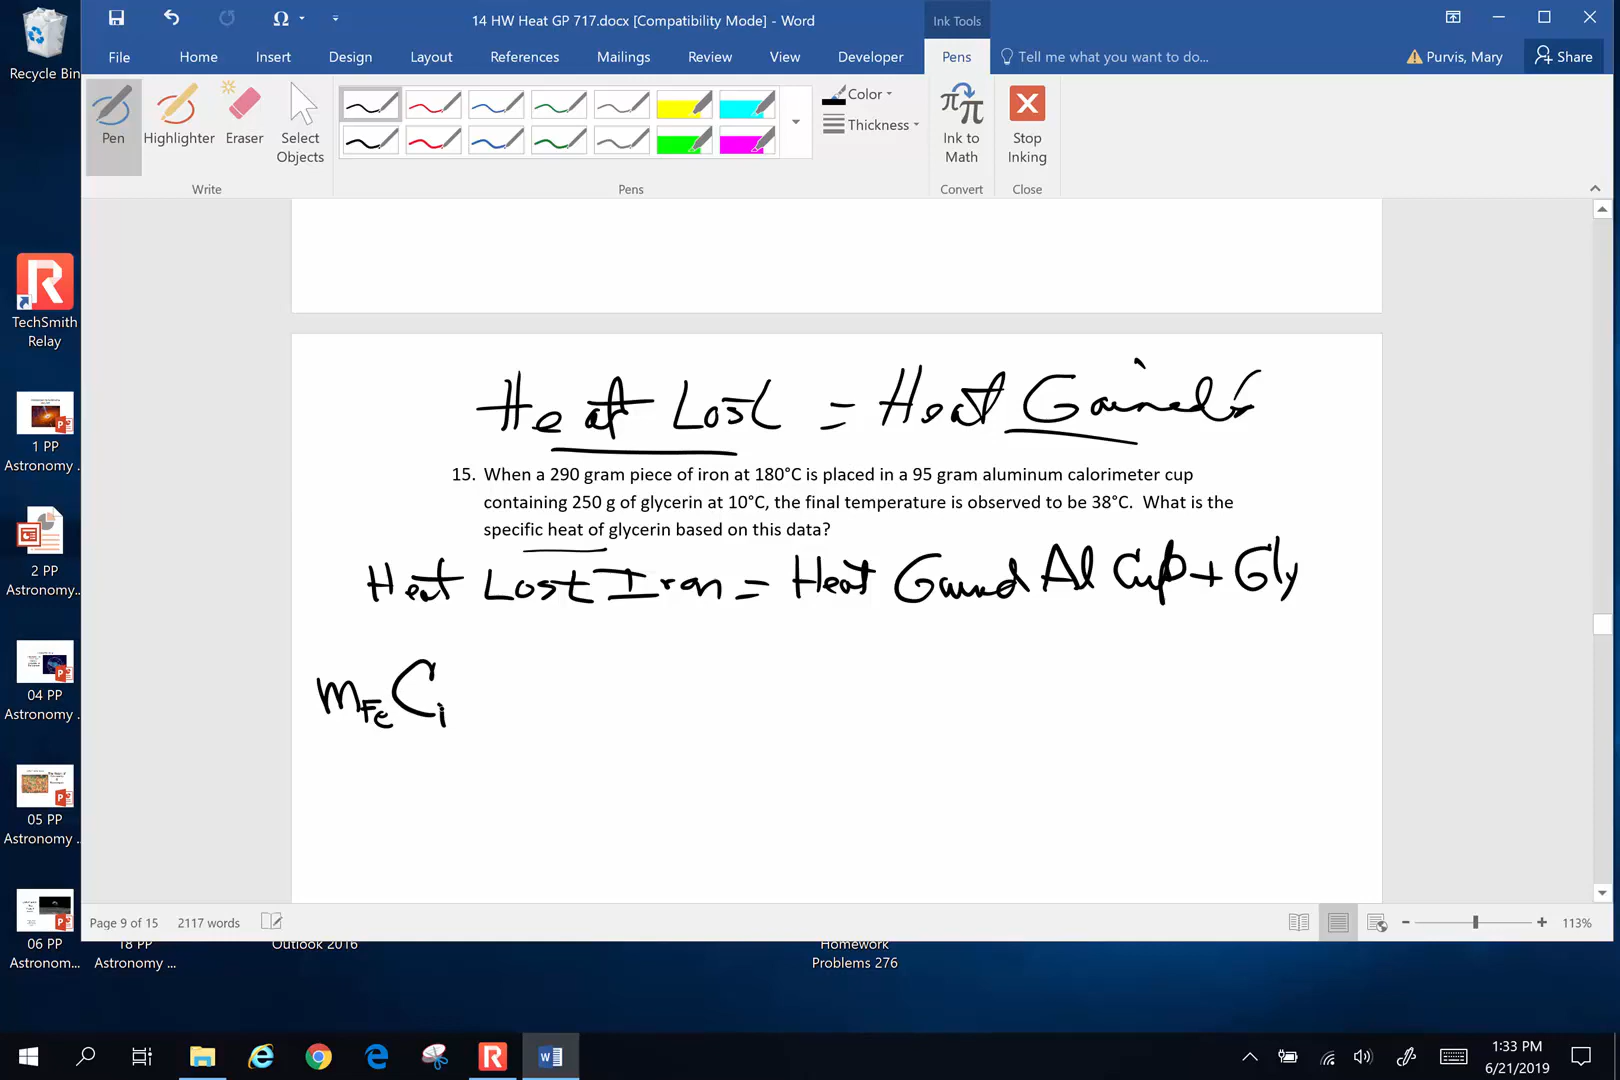 14 HW Heat GP 717.docx [Compatibility Mode] - Word
Ink Tools
File Home Insert Design Layout References Mailings Review View Developer Pens Tell me what you want to do... Purvis, Mary Share
Pen Highlighter Eraser Select Objects
Color
Thickness
Ink to Math
Stop Inking
Write Pens Convert Close
Recycle Bin
TechSmith Relay
1 PP Astronomy .
2 PP Astronomy..
04 PP Astronomy ..
05 PP Astronomy ..
06 PP Astronom...
18 PP Astronomy ...
Outlook 2016
Homework Problems 276
Heat Lost = Heat Gained
15. When a 290 gram piece of iron at 180°C is placed in a 95 gram aluminum calorimeter cup
containing 250 g of glycerin at 10°C, the final temperature is observed to be 38°C. What is the
specific heat of glycerin based on this data?
Heat Lost Iron = Heat Gaind Al Cup + Gly
mFe Ci
Page 9 of 15 2117 words
113%
1:33 PM
6/21/2019